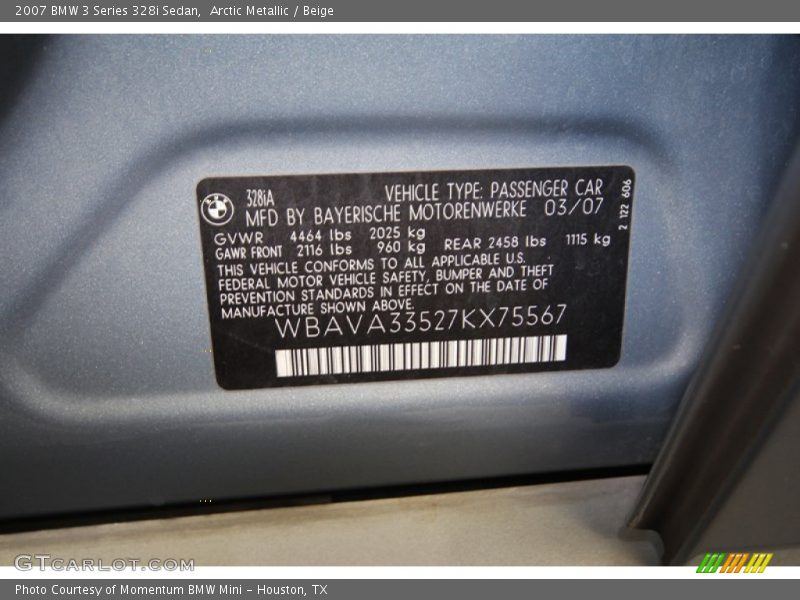 2007 BMW 3 Series 328i Sedan, Arctic Metallic / Beige
328iA VEHICLE TYPE: PASSENGER CAR
MFD BY BAYERISCHE MOTORENWERKE 03/07
GVWR 4464 lbs 2025 kg
GAWR FRONT 2116 lbs 960 kg REAR 2458 lbs 1115 kg
THIS VEHICLE CONFORMS TO ALL APPLICABLE U.S.
FEDERAL MOTOR VEHICLE SAFETY, BUMPER AND THEFT
PREVENTION STANDARDS IN EFFECT ON THE DATE OF
MANUFACTURE SHOWN ABOVE.
WBAVA33527KX75567
2 122 606
GTCARLOT.COM
Photo Courtesy of Momentum BMW Mini - Houston, TX